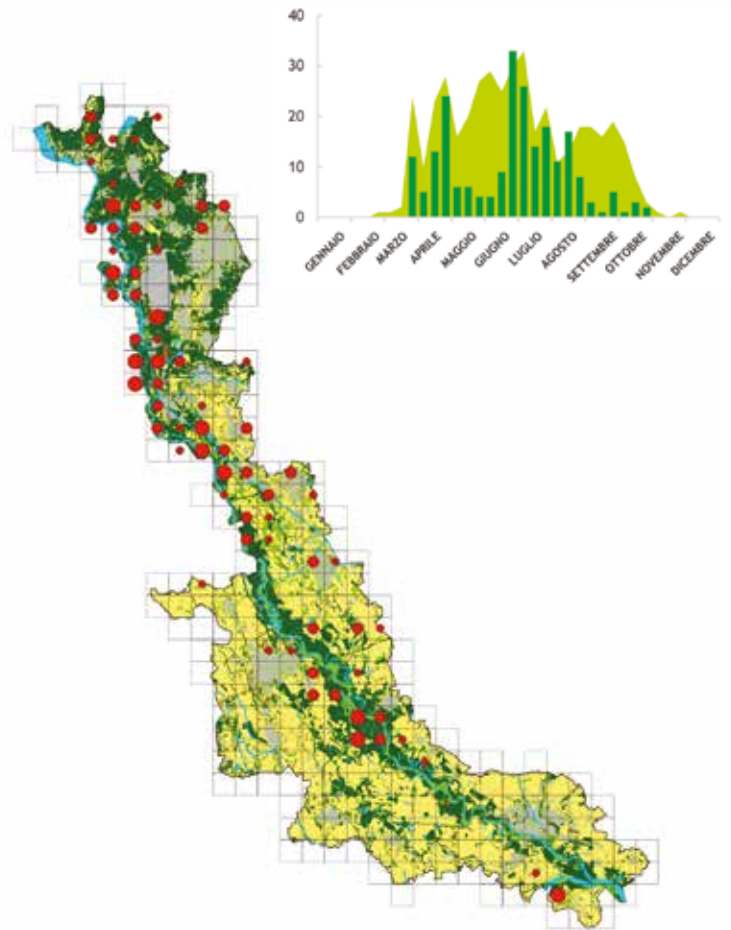 40
30
20
10
0
GENNAIO
FEBBRAIO
MARZO
APRILE
MAGGIO
GIUGNO
LUGLIO
AGOSTO
SETTEMBRE
OTTOBRE
NOVEMBRE
DICEMBRE